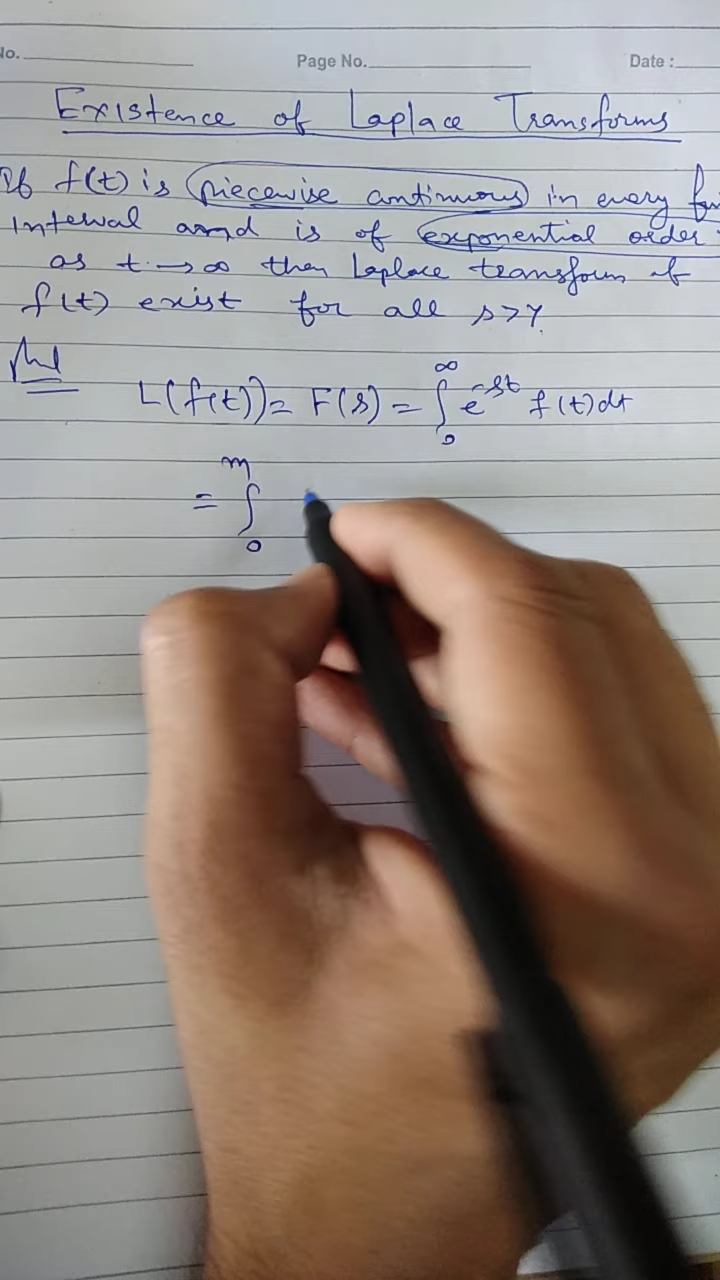 No. Page No. Date :
Existence of Laplace Transforms
If f(t) is piecewise continuous in every
interval and is of exponential order
as t → ∞ then Laplace transform of
f(t) exist for all s>γ.
L(f(t)) = F(s) = ∫₀^∞ e^-st f(t)dt
= ∫₀^m